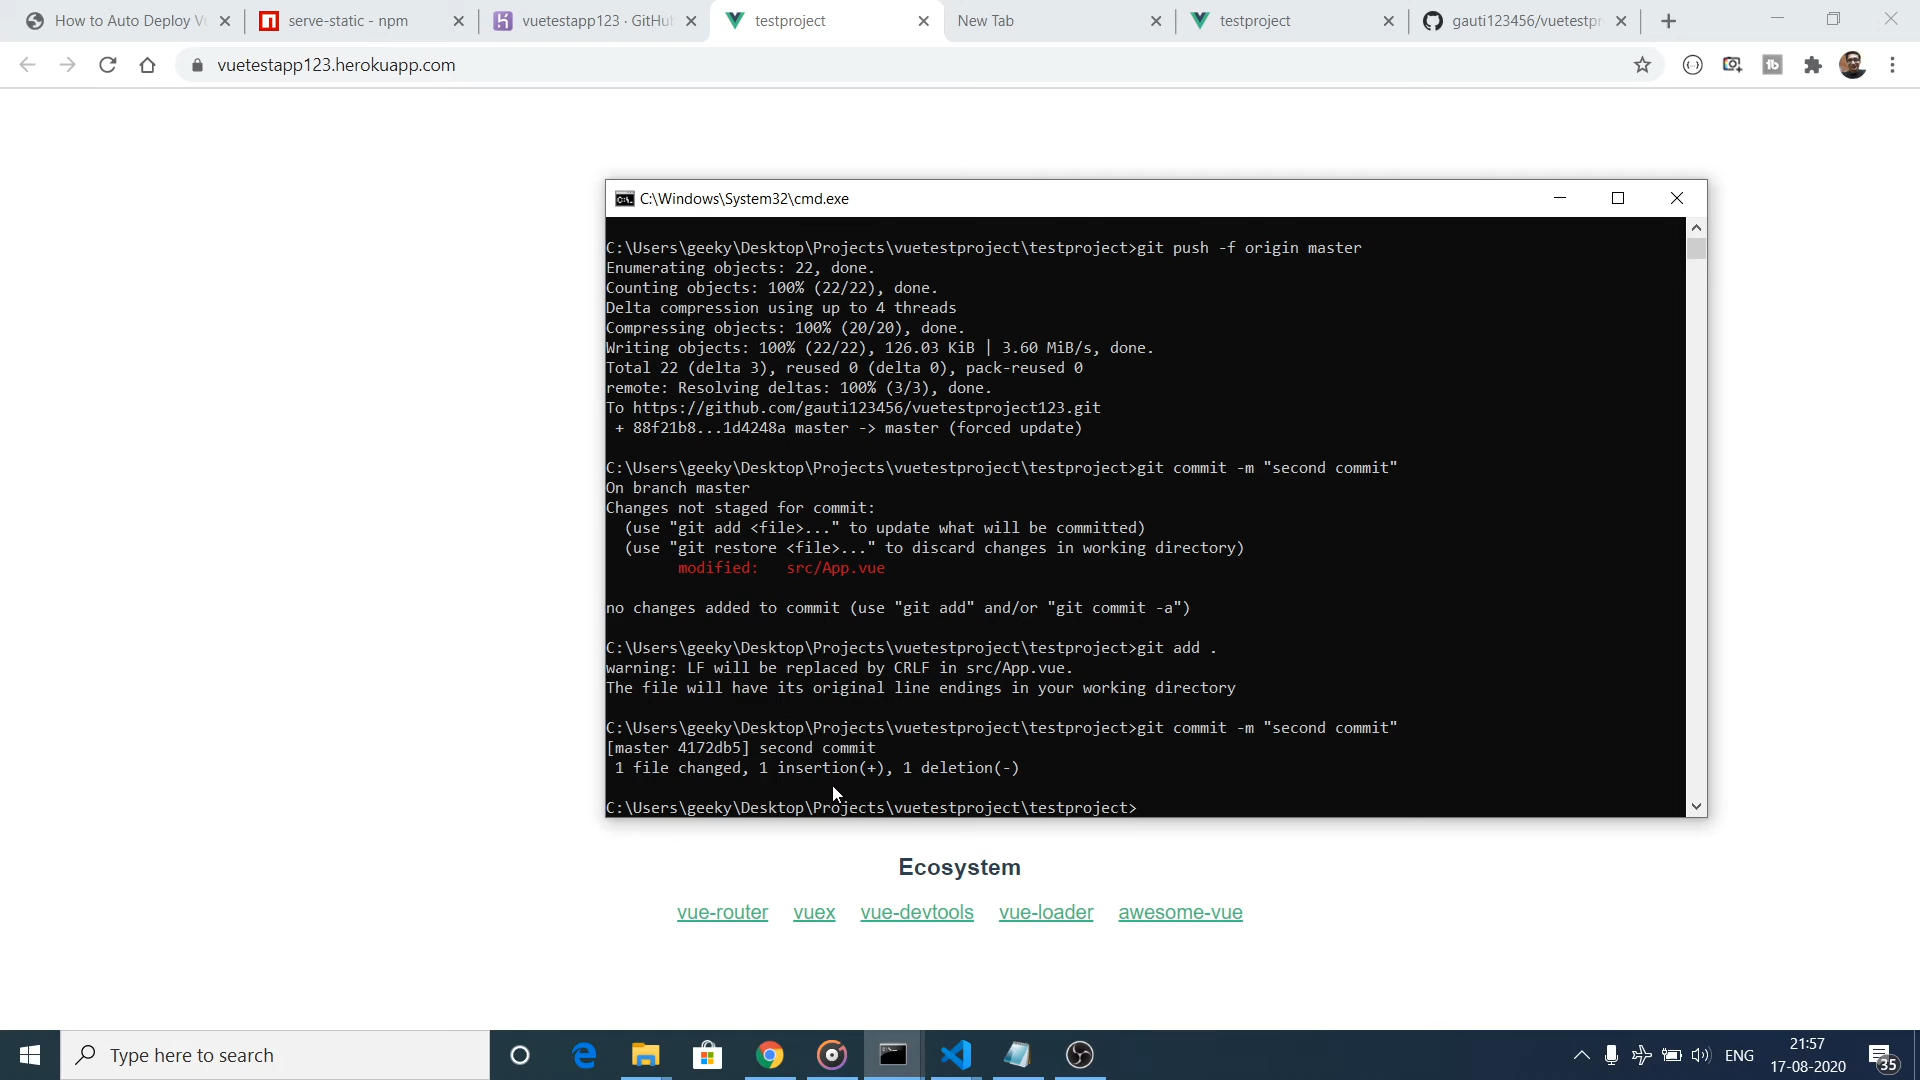 How to Auto Deploy Vu
serve-static - npm
vuetestapp123 · GitHub
testproject
New Tab
testproject
gauti123456/vuetestpr
vuetestapp123.herokuapp.com
C:\Windows\System32\cmd.exe
C:\Users\geeky\Desktop\Projects\vuetestproject\testproject>git push -f origin master
Enumerating objects: 22, done.
Counting objects: 100% (22/22), done.
Delta compression using up to 4 threads
Compressing objects: 100% (20/20), done.
Writing objects: 100% (22/22), 126.03 KiB | 3.60 MiB/s, done.
Total 22 (delta 3), reused 0 (delta 0), pack-reused 0
remote: Resolving deltas: 100% (3/3), done.
To https://github.com/gauti123456/vuetestproject123.git
+ 88f21b8...1d4248a master -> master (forced update)
C:\Users\geeky\Desktop\Projects\vuetestproject\testproject>git commit -m "second commit"
On branch master
Changes not staged for commit:
(use "git add <file>..." to update what will be committed)
(use "git restore <file>..." to discard changes in working directory)
modified:   src/App.vue
no changes added to commit (use "git add" and/or "git commit -a")
C:\Users\geeky\Desktop\Projects\vuetestproject\testproject>git add .
warning: LF will be replaced by CRLF in src/App.vue.
The file will have its original line endings in your working directory
C:\Users\geeky\Desktop\Projects\vuetestproject\testproject>git commit -m "second commit"
[master 4172db5] second commit
1 file changed, 1 insertion(+), 1 deletion(-)
C:\Users\geeky\Desktop\Projects\vuetestproject\testproject>
Ecosystem
vue-router vuex vue-devtools vue-loader awesome-vue
Type here to search
ENG
21:57
17-08-2020
35